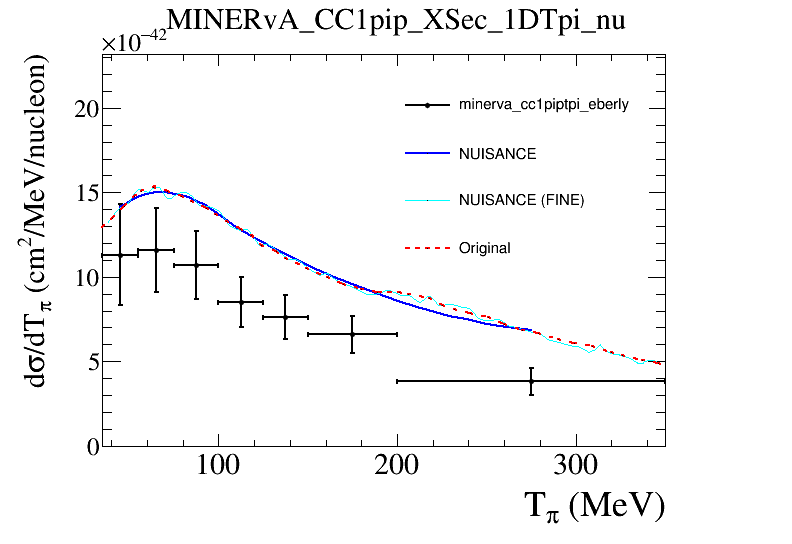 MINERvA_CC1pip_XSec_1DTpi_nu
×10⁻⁴²
dσ/dT_π (cm²/MeV/nucleon)
20
15
10
5
0
minerva_cc1piptpi_eberly
NUISANCE
NUISANCE (FINE)
Original
100
200
300
T_π (MeV)